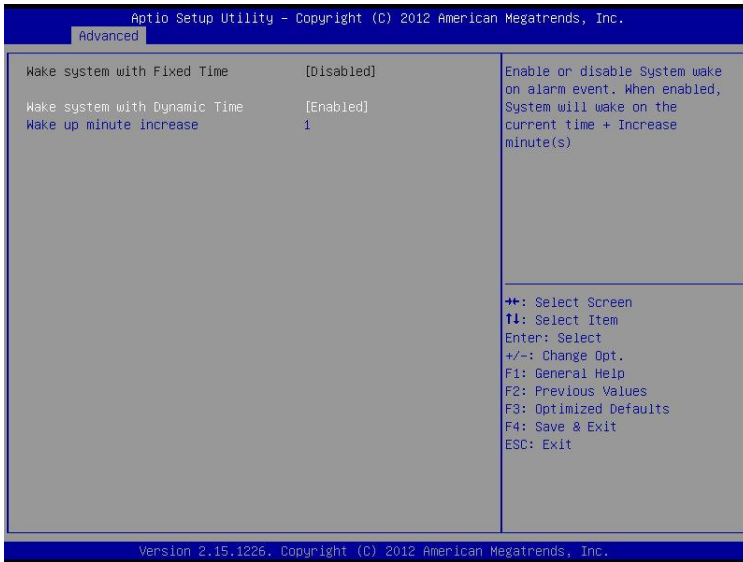 Aptio Setup Utility – Copyright (C) 2012 American Megatrends, Inc.
Advanced
Wake system with Fixed Time [Disabled]
Wake system with Dynamic Time [Enabled]
Wake up minute increase 1
Enable or disable System wake
on alarm event. When enabled,
System will wake on the
current time + Increase
minute(s)
→←: Select Screen
↑↓: Select Item
Enter: Select
+/-: Change Opt.
F1: General Help
F2: Previous Values
F3: Optimized Defaults
F4: Save & Exit
ESC: Exit
Version 2.15.1226. Copyright (C) 2012 American Megatrends, Inc.